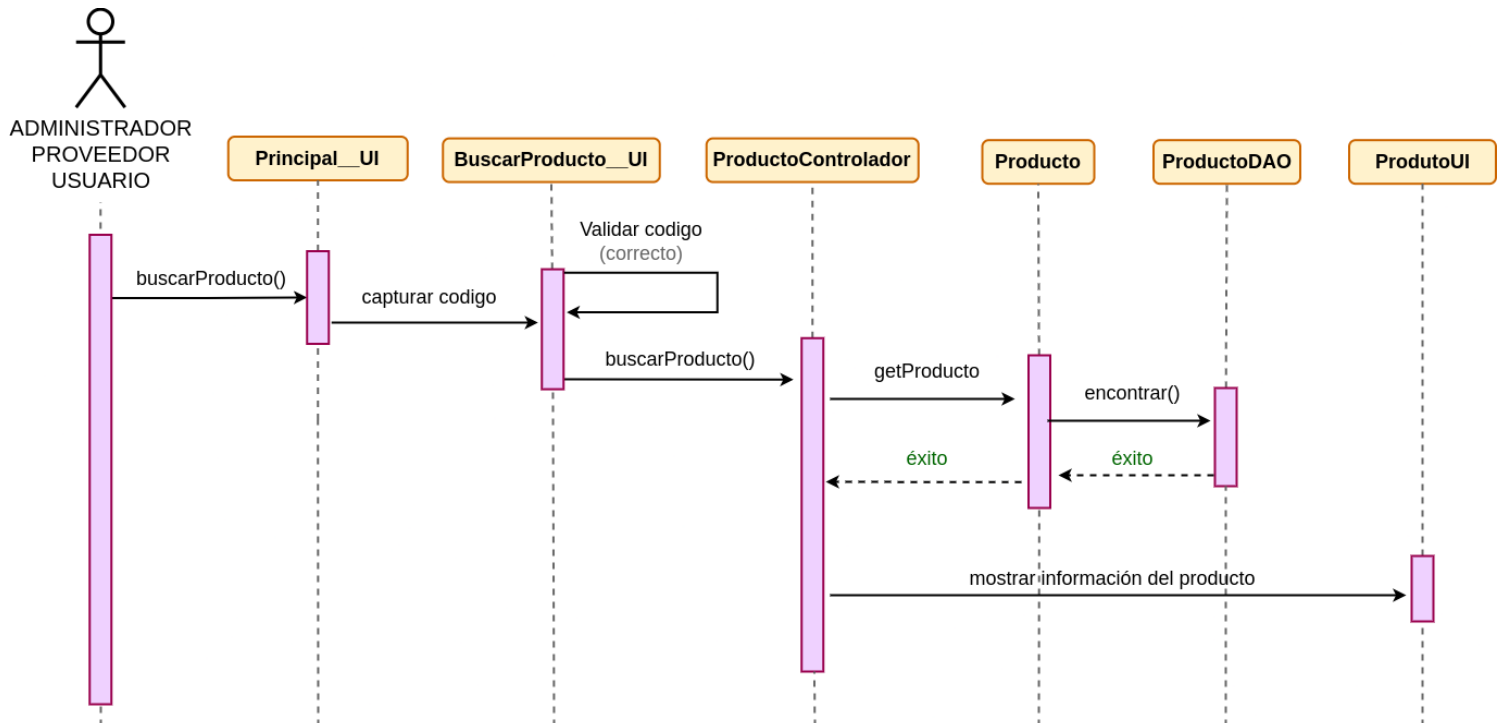 ADMINISTRADOR
PROVEEDOR
USUARIO
Principal__UI
BuscarProducto__UI
ProductoControlador
Producto
ProductoDAO
ProdutoUI
Validar codigo
(correcto)
buscarProducto()
capturar codigo
buscarProducto()
getProducto
encontrar()
éxito
éxito
mostrar información del producto